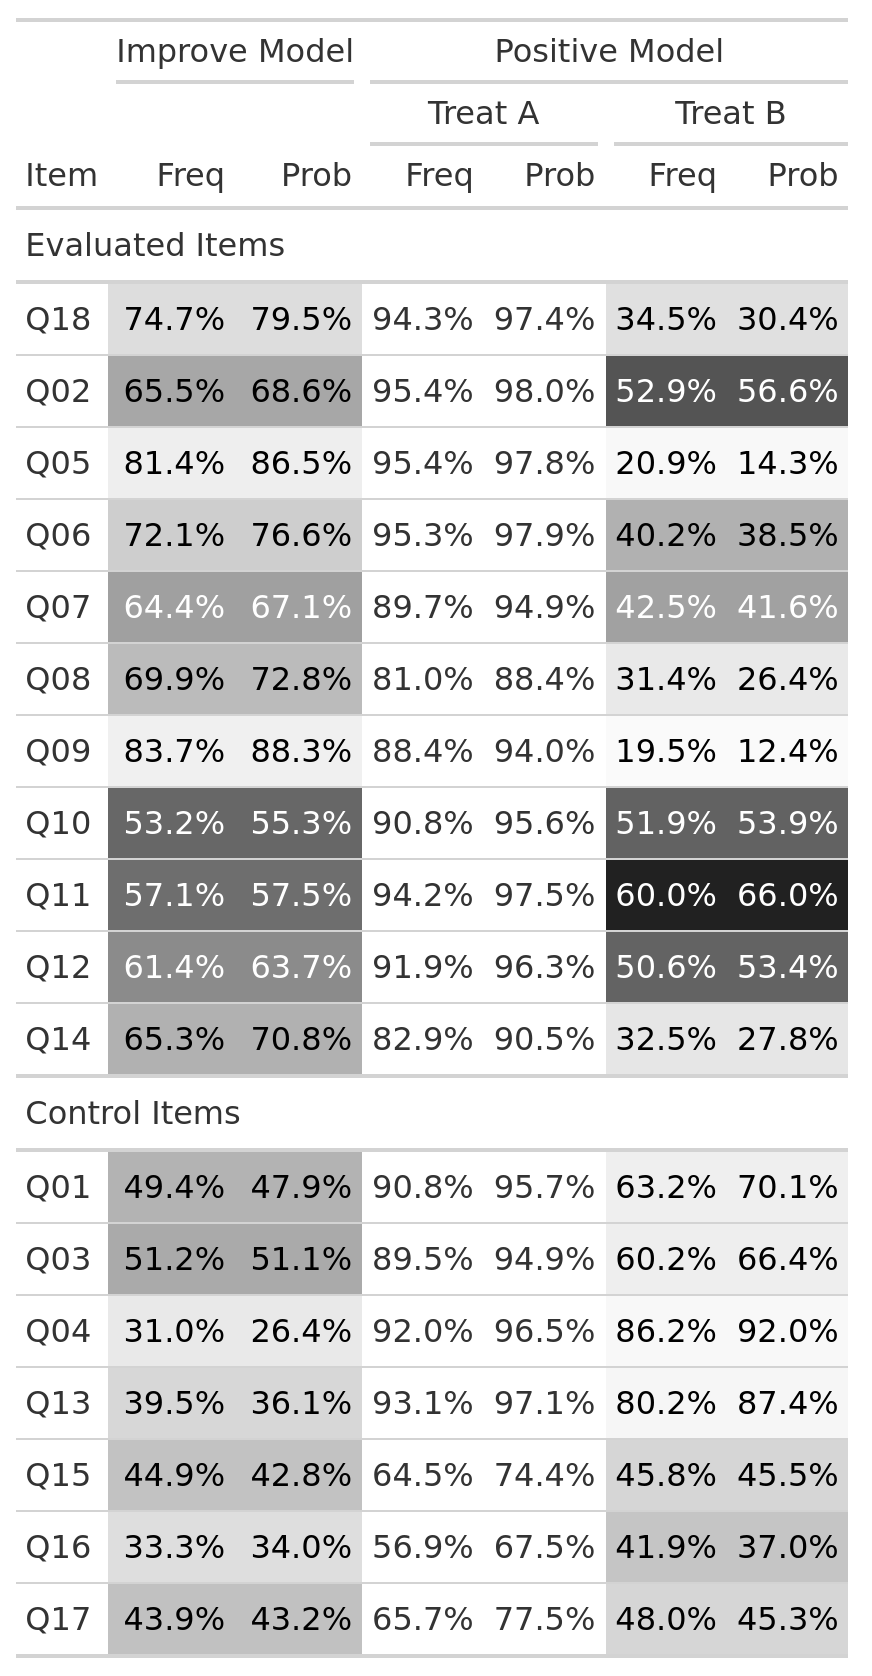 Improve Model Positive Model
Treat A Treat B
Item Freq Prob Freq Prob Freq Prob
Evaluated Items
Q18 74.7% 79.5% 94.3% 97.4% 34.5% 30.4%
Q02 65.5% 68.6% 95.4% 98.0% 52.9% 56.6%
Q05 81.4% 86.5% 95.4% 97.8% 20.9% 14.3%
Q06 72.1% 76.6% 95.3% 97.9% 40.2% 38.5%
Q07 64.4% 67.1% 89.7% 94.9% 42.5% 41.6%
Q08 69.9% 72.8% 81.0% 88.4% 31.4% 26.4%
Q09 83.7% 88.3% 88.4% 94.0% 19.5% 12.4%
Q10 53.2% 55.3% 90.8% 95.6% 51.9% 53.9%
Q11 57.1% 57.5% 94.2% 97.5% 60.0% 66.0%
Q12 61.4% 63.7% 91.9% 96.3% 50.6% 53.4%
Q14 65.3% 70.8% 82.9% 90.5% 32.5% 27.8%
Control Items
Q01 49.4% 47.9% 90.8% 95.7% 63.2% 70.1%
Q03 51.2% 51.1% 89.5% 94.9% 60.2% 66.4%
Q04 31.0% 26.4% 92.0% 96.5% 86.2% 92.0%
Q13 39.5% 36.1% 93.1% 97.1% 80.2% 87.4%
Q15 44.9% 42.8% 64.5% 74.4% 45.8% 45.5%
Q16 33.3% 34.0% 56.9% 67.5% 41.9% 37.0%
Q17 43.9% 43.2% 65.7% 77.5% 48.0% 45.3%